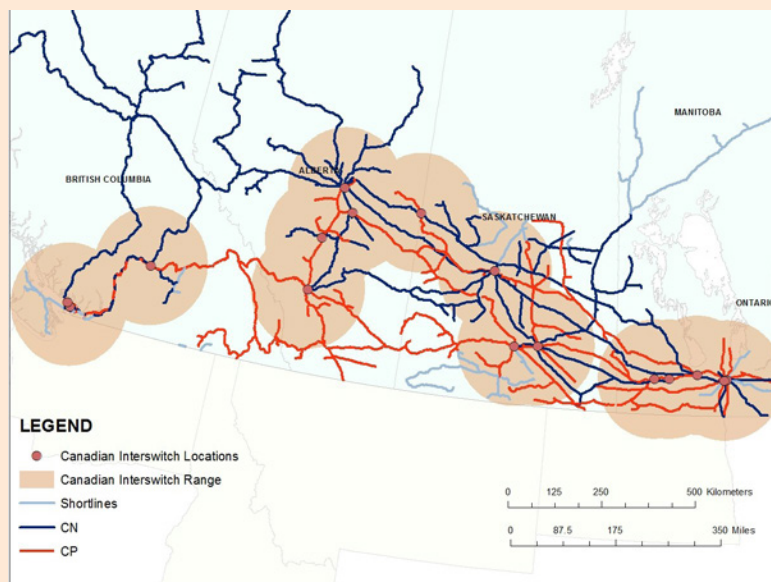 MANITOBA
BRITISH COLUMBIA
ALBERTA
SASKATCHEWAN
LEGEND
Canadian Interswitch Locations
Canadian Interswitch Range
Shortlines
CN
CP
0 125 250 500 Kilometers
0 87.5 175 350 Miles